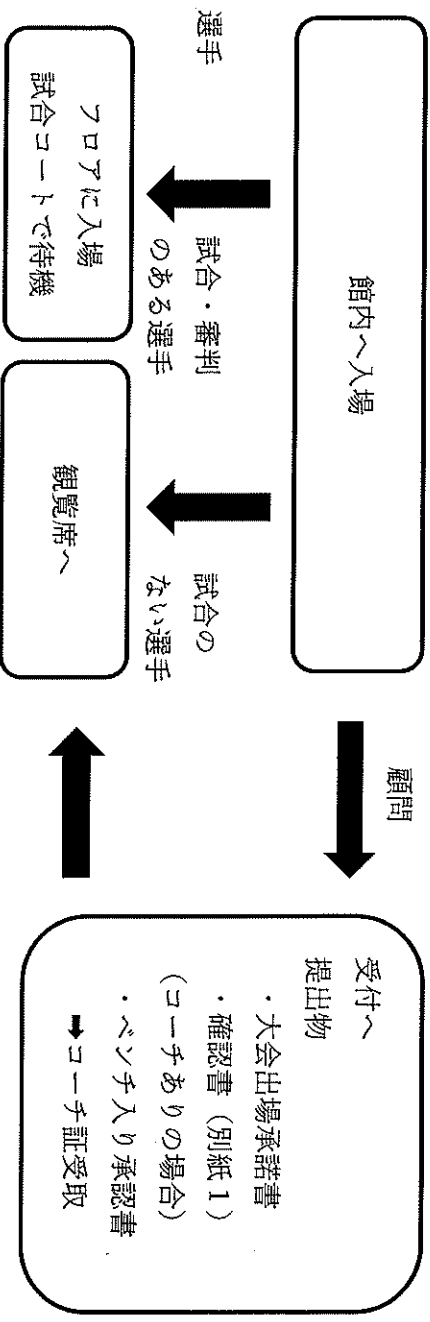 館内へ入場
選手
試合・審判
のある選手
試合の
ない選手
フロアに入場
試合コートで待機
観覧席へ
顧問
受付へ
提出物
・大会出場承諾書
・確認書（別紙１）
（コーチありの場合）
・ベンチ入り承認書
➡コーチ証受取